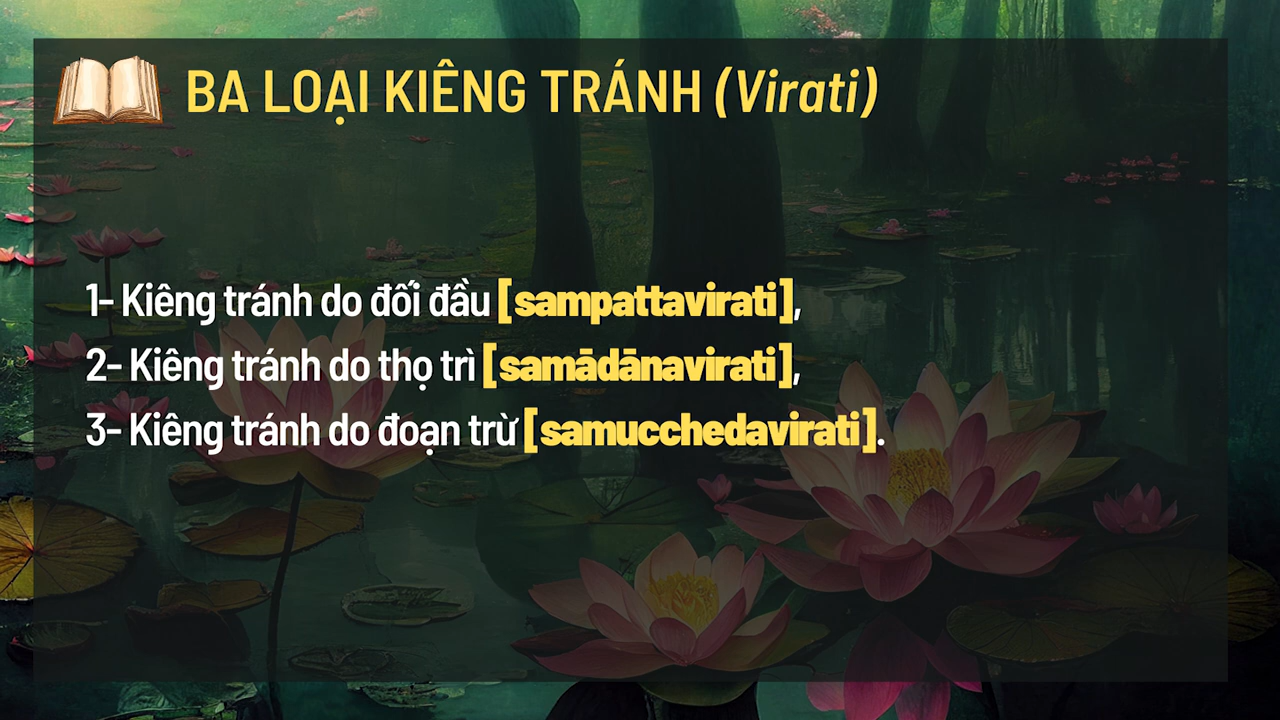 BA LOẠI KIÊNG TRÁNH (Virati)
1- Kiêng tránh do đối đầu [sampattavirati],
2- Kiêng tránh do thọ trì [samādānavirati],
3- Kiêng tránh do đoạn trừ [samucchedavirati].